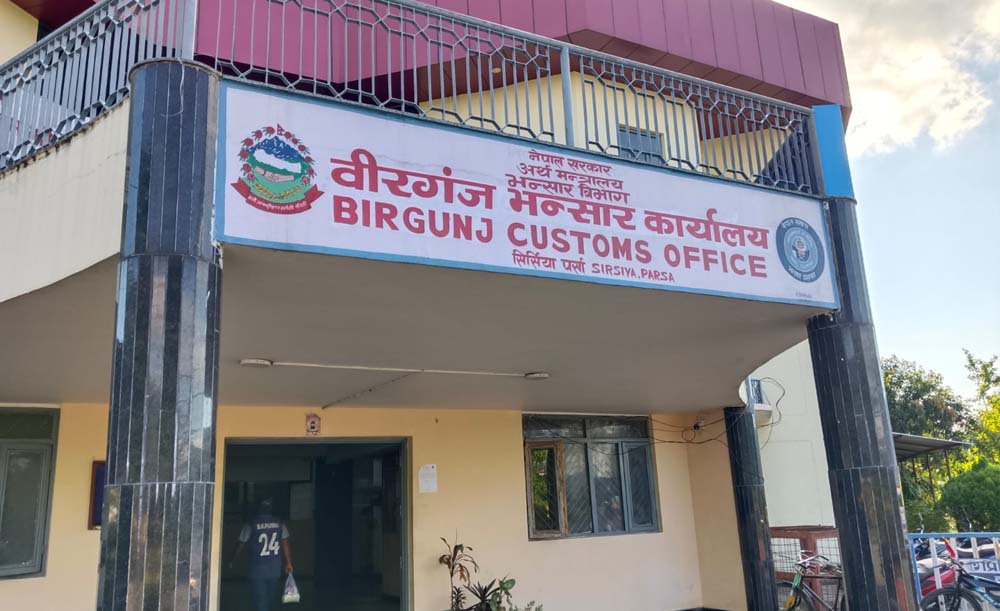 नेपाल सरकार
अर्थ मन्त्रालय
भन्सार विभाग
वीरगंज भन्सार कार्यालय
BIRGUNJ CUSTOMS OFFICE
सिर्सिया पर्सा SIRSIYA, PARSA
24